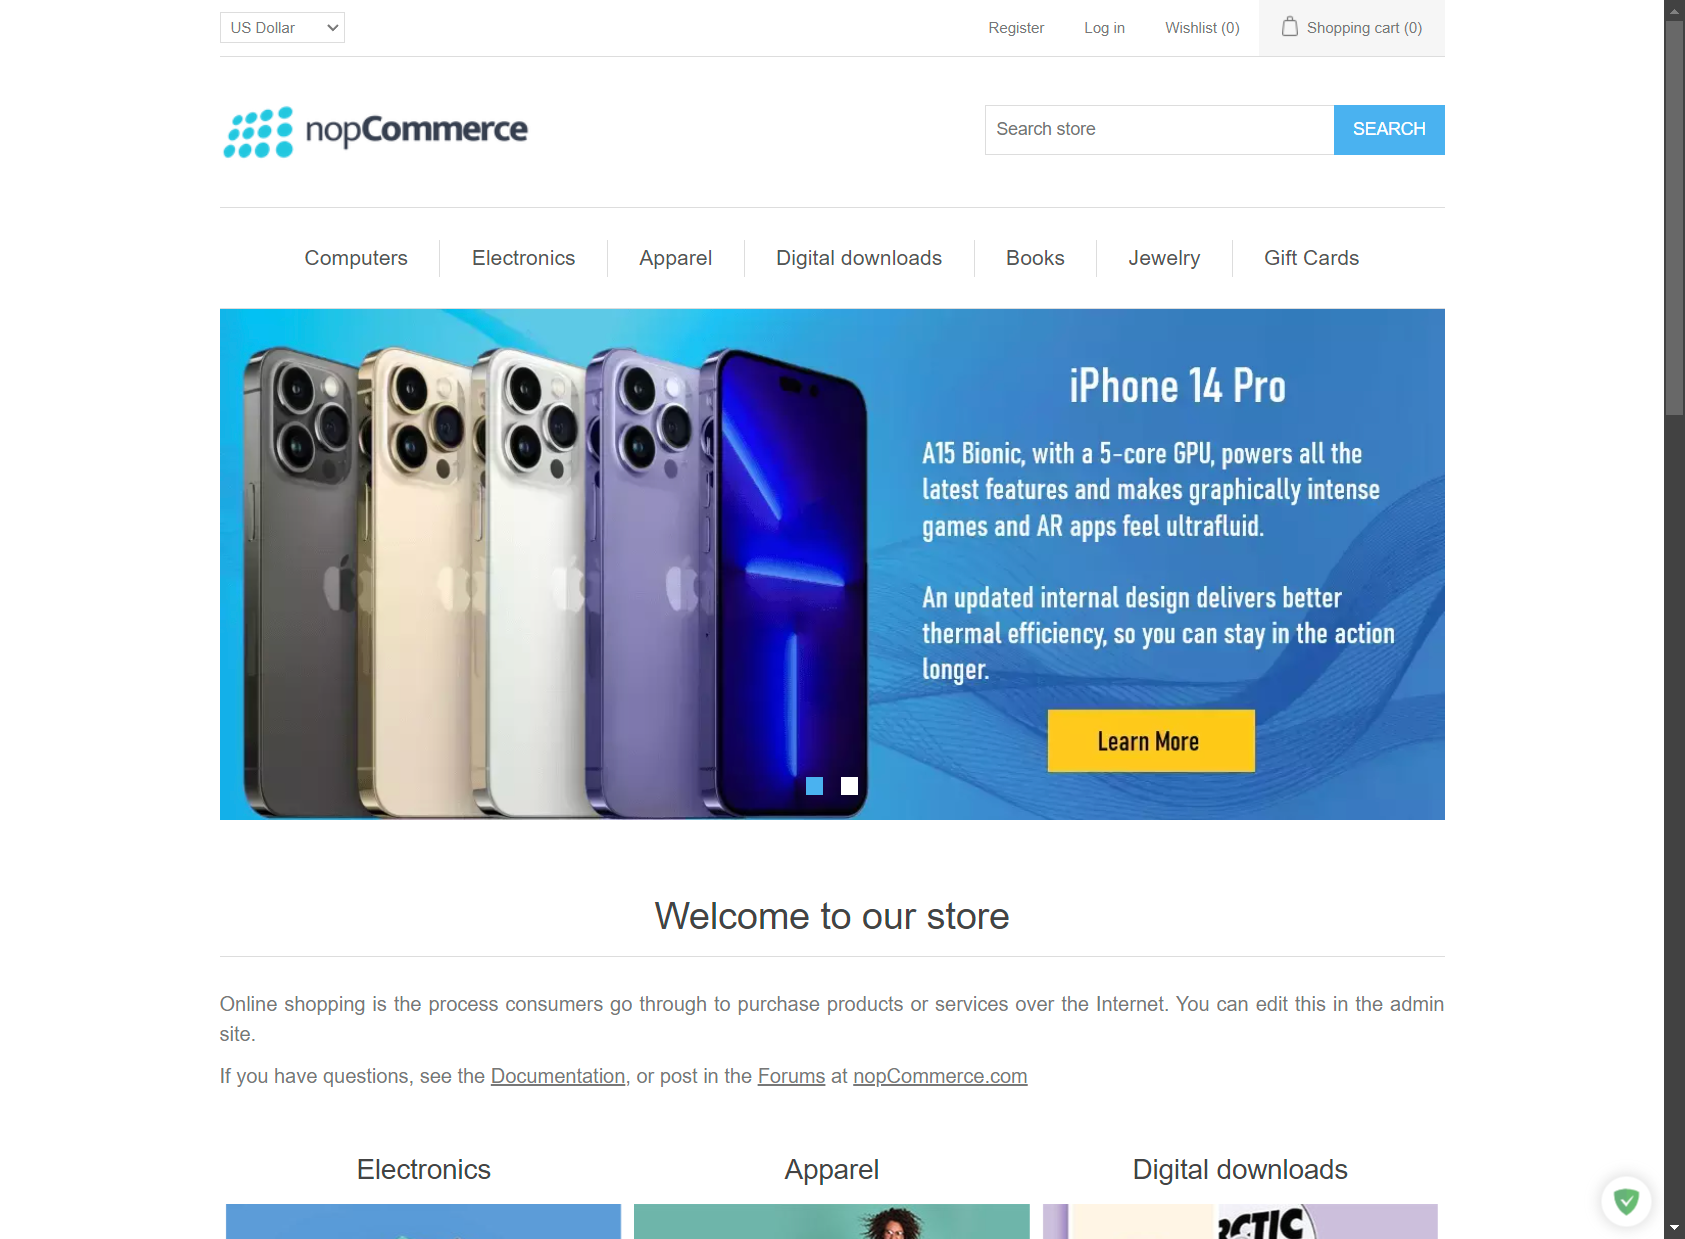 US Dollar
Register
Log in
Wishlist (0)
Shopping cart (0)
nopCommerce
Search store
SEARCH
Computers
Electronics
Apparel
Digital downloads
Books
Jewelry
Gift Cards
iPhone 14 Pro
A15 Bionic, with a 5-core GPU, powers all the
latest features and makes graphically intense
games and AR apps feel ultrafluid.
An updated internal design delivers better
thermal efficiency, so you can stay in the action
longer.
Learn More
Welcome to our store
Online shopping is the process consumers go through to purchase products or services over the Internet. You can edit this in the admin
site.
If you have questions, see the Documentation, or post in the Forums at nopCommerce.com
Electronics
Apparel
Digital downloads